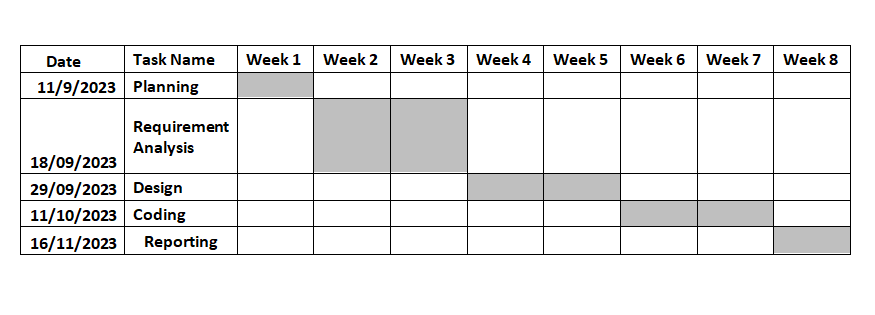 Date Task Name Week 1 Week 2 Week 3 Week 4 Week 5 Week 6 Week 7 Week 8
11/9/2023 Planning
Requirement
Analysis
18/09/2023
29/09/2023 Design
11/10/2023 Coding
16/11/2023 Reporting